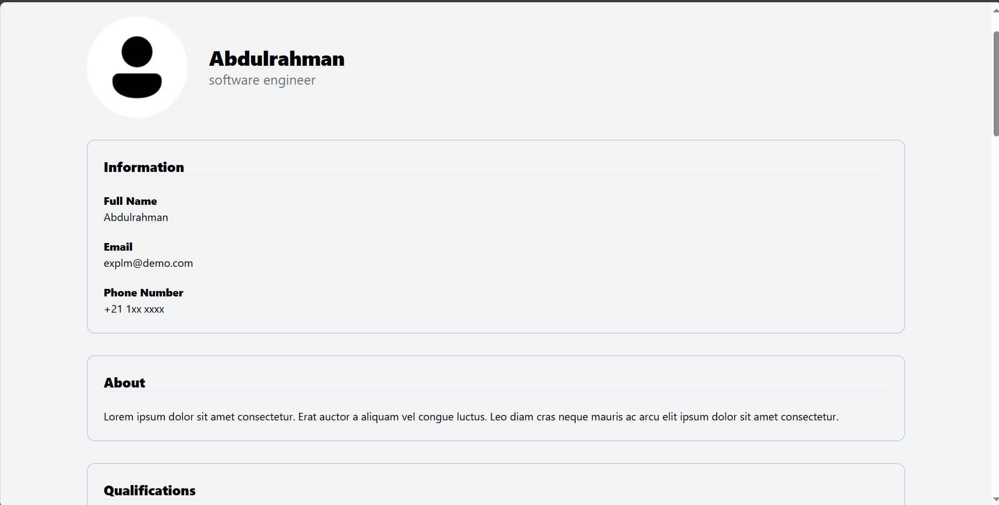 Abdulrahman
software engineer
Information
Full Name
Abdulrahman
Email
explm@demo.com
Phone Number
+21 1xx xxxx
About
Lorem ipsum dolor sit amet consectetur. Erat auctor a aliquam vel congue luctus. Leo diam cras neque mauris ac arcu elit ipsum dolor sit amet consectetur.
Qualifications